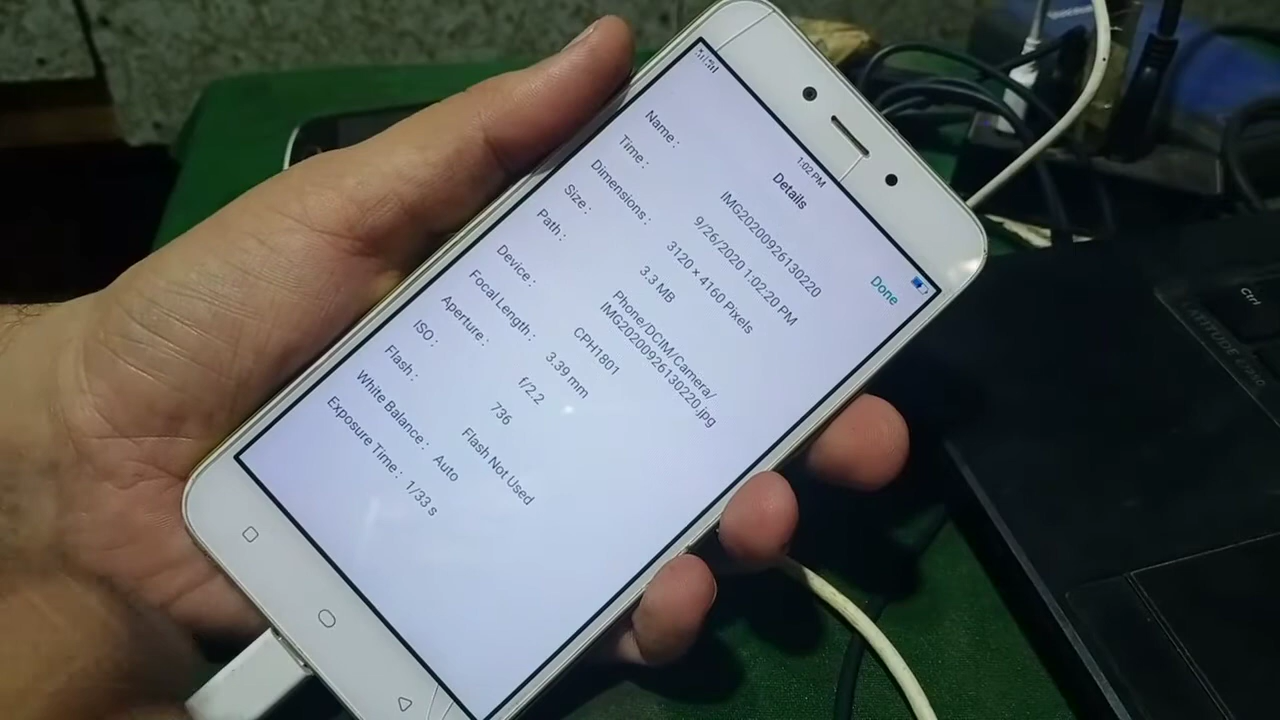 1:02 PM
Details
Done
Name : IMG20200926130220
Time : 9/26/2020 1:02:20 PM
Dimensions : 3120 × 4160 Pixels
Size : 3.3 MB
Path : Phone/DCIM/Camera/
IMG20200926130220.jpg
Device : CPH1801
Focal Length : 3.39 mm
Aperture : f/2.2
ISO : 736
Flash : Flash Not Used
White Balance : Auto
Exposure Time : 1/33 s
Ctrl
LATITUDE